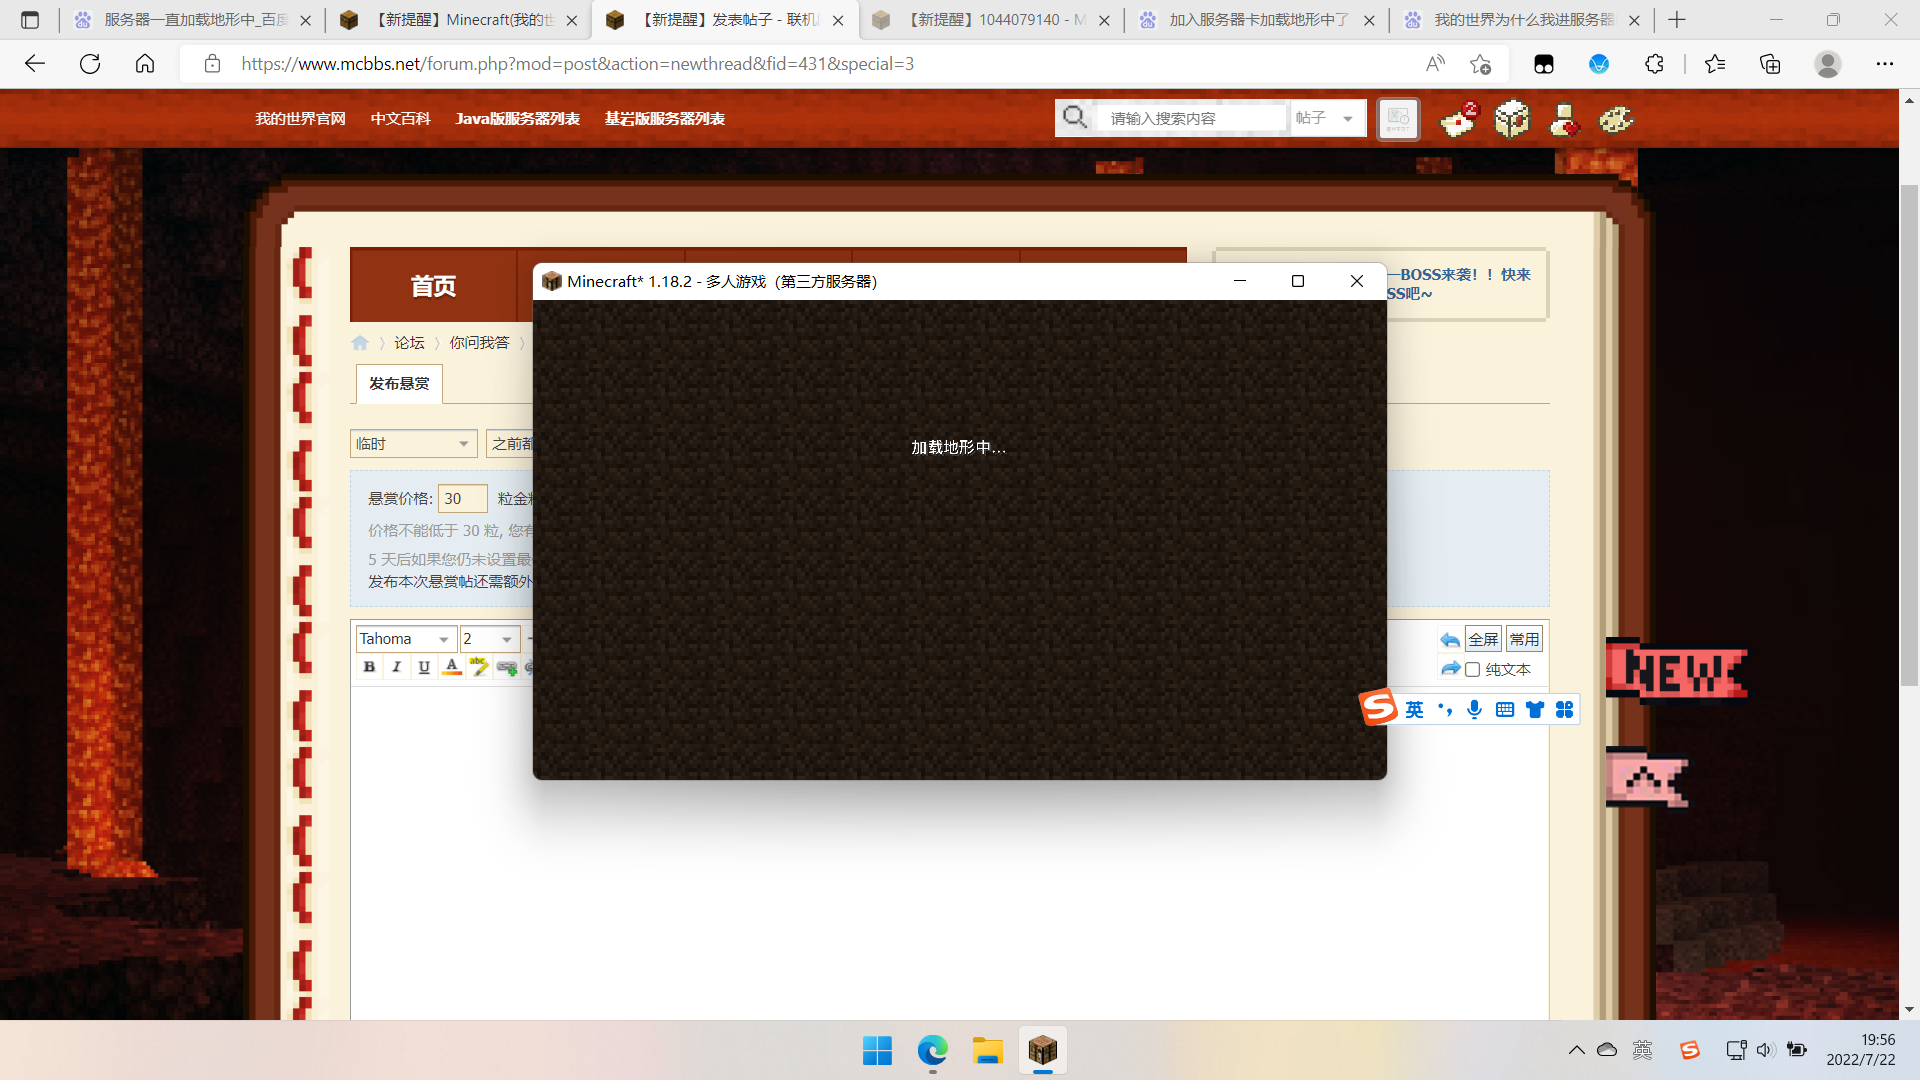 服务器一直加载地形中_百度
【新提醒】Minecraft(我的世
【新提醒】发表帖子 - 联机
【新提醒】1044079140 - M
加入服务器卡加载地形中了
我的世界为什么我进服务器
https://www.mcbbs.net/forum.php?mod=post&action=newthread&fid=431&special=3
我的世界官网 中文百科 Java版服务器列表 基岩版服务器列表
请输入搜索内容 帖子
2
首页
—BOSS来袭！！快来
SS吧~
Minecraft* 1.18.2 - 多人游戏（第三方服务器）
论坛 你问我答
发布悬赏
临时 之前都
加载地形中...
悬赏价格: 30 粒金
价格不能低于 30 粒, 您有
5 天后如果您仍未设置最
发布本次悬赏帖还需额外
Tahoma 2
全屏 常用
B I U A abc
纯文本
NEW
S 英
英 S
19:56
2022/7/22